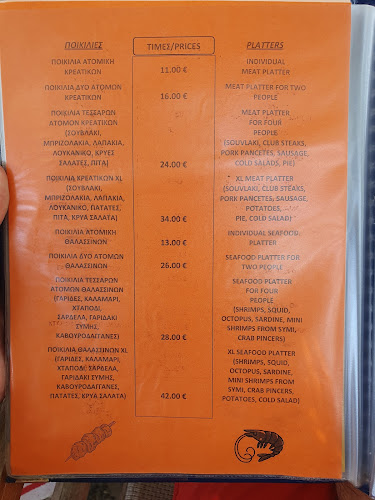 ΠΟΙΚΙΛΙΕΣ
ΤΙΜΕΣ/PRICES
PLATTERS
ΠΟΙΚΙΛΙΑ ΑΤΟΜΙΚΗ
ΚΡΕΑΤΙΚΩΝ
11.00 €
INDIVIDUAL
MEAT PLATTER
ΠΟΙΚΙΛΙΑ ΔΥΟ ΑΤΟΜΩΝ
ΚΡΕΑΤΙΚΩΝ
16.00 €
MEAT PLATTER FOR TWO
PEOPLE
ΠΟΙΚΙΛΙΑ ΤΕΣΣΑΡΩΝ
ΑΤΟΜΩΝ ΚΡΕΑΤΙΚΩΝ
(ΣΟΥΒΛΑΚΙ,
ΜΠΡΙΖΟΛΑΚΙΑ, ΛΑΠΑΚΙΑ,
ΛΟΥΚΑΝΙΚΟ, ΚΡΥΕΣ
ΣΑΛΑΤΕΣ, ΠΙΤΑ)
24.00 €
MEAT PLATTER
FOR FOUR
PEOPLE
(SOUVLAKI, CLUB STEAKS,
PORK PANCETES, SAUSAGE,
COLD SALADS, PIE)
ΠΟΙΚΙΛΙΑ ΚΡΕΑΤΙΚΩΝ XL
(ΣΟΥΒΛΑΚΙ,
ΜΠΡΙΖΟΛΑΚΙΑ, ΛΑΠΑΚΙΑ,
ΛΟΥΚΑΝΙΚΟ, ΠΑΤΑΤΕΣ,
ΠΙΤΑ, ΚΡΥΑ ΣΑΛΑΤΑ)
34.00 €
XL MEAT PLATTER
(SOUVLAKI, CLUB STEAKS,
PORK PANCETES, SAUSAGE,
POTATOES,
PIE, COLD SALAD)
ΠΟΙΚΙΛΙΑ ΑΤΟΜΙΚΗ
ΘΑΛΑΣΣΙΝΩΝ
13.00 €
INDIVIDUAL SEAFOOD
PLATTER
ΠΟΙΚΙΛΙΑ ΔΥΟ ΑΤΟΜΩΝ
ΘΑΛΑΣΣΙΝΩΝ
26.00 €
SEAFOOD PLATTER FOR
TWO PEOPLE
ΠΟΙΚΙΛΙΑ ΤΕΣΣΑΡΩΝ
ΑΤΟΜΩΝ ΘΑΛΑΣΣΙΝΩΝ
(ΓΑΡΙΔΕΣ, ΚΑΛΑΜΑΡΙ,
ΧΤΑΠΟΔΙ,
ΣΑΡΔΕΛΑ, ΓΑΡΙΔΑΚΙ
ΣΥΜΗΣ,
ΚΑΒΟΥΡΟΔΑΓΓΑΝΕΣ)
28.00 €
SEAFOOD PLATTER
FOR FOUR
PEOPLE
(SHRIMPS, SQUID,
OCTOPUS, SARDINE, MINI
SHRIMPS FROM SYMI,
CRAB PINCERS)
ΠΟΙΚΙΛΙΑ ΘΑΛΑΣΣΙΝΩΝ XL
(ΓΑΡΙΔΕΣ, ΚΑΛΑΜΑΡΙ,
ΧΤΑΠΟΔΙ, ΣΑΡΔΕΛΑ,
ΓΑΡΙΔΑΚΙ ΣΥΜΗΣ,
ΚΑΒΟΥΡΟΔΑΓΓΑΝΕΣ,
ΠΑΤΑΤΕΣ, ΚΡΥΑ ΣΑΛΑΤΑ)
42.00 €
XL SEAFOOD PLATTER
(SHRIMPS, SQUID,
OCTOPUS, SARDINE,
MINI SHRIMPS FROM
SYMI, CRAB PINCERS,
POTATOES, COLD SALAD)